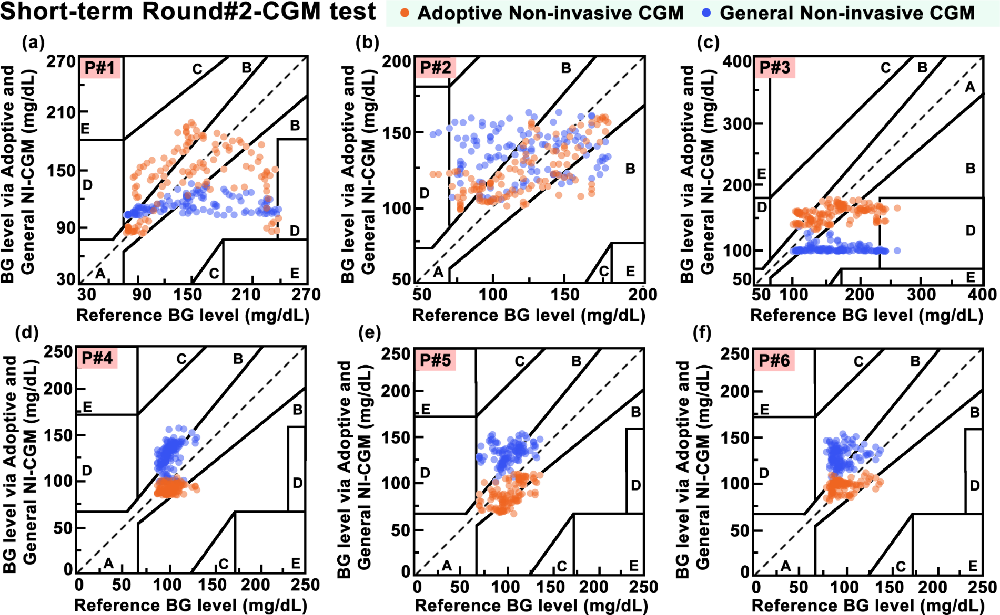 Short-term Round#2-CGM test
Adoptive Non-invasive CGM
General Non-invasive CGM
(a)
BG level via Adoptive and
General NI-CGM (mg/dL)
270
210
150
90
30
P#1
C
B
E
B
D
D
A
C
E
30 90 150 210 270
Reference BG level (mg/dL)
(b)
BG level via Adoptive and
General NI-CGM (mg/dL)
200
150
100
50
P#2
B
B
D
A
C
E
50 100 150 200
Reference BG level (mg/dL)
(c)
BG level via Adoptive and
General NI-CGM (mg/dL)
400
300
200
100
50
P#3
C
B
A
E
B
D
D
E
50 100 200 300 400
Reference BG level (mg/dL)
(d)
BG level via Adoptive and
General NI-CGM (mg/dL)
250
200
150
100
50
0
P#4
C
B
E
B
D
D
A
C
E
0 50 100 150 200 250
Reference BG level (mg/dL)
(e)
BG level via Adoptive and
General NI-CGM (mg/dL)
250
200
150
100
50
0
P#5
C
B
E
B
D
D
A
C
E
0 50 100 150 200 250
Reference BG level (mg/dL)
(f)
BG level via Adoptive and
General NI-CGM (mg/dL)
250
200
150
100
50
0
P#6
C
B
E
B
D
D
A
C
E
0 50 100 150 200 250
Reference BG level (mg/dL)